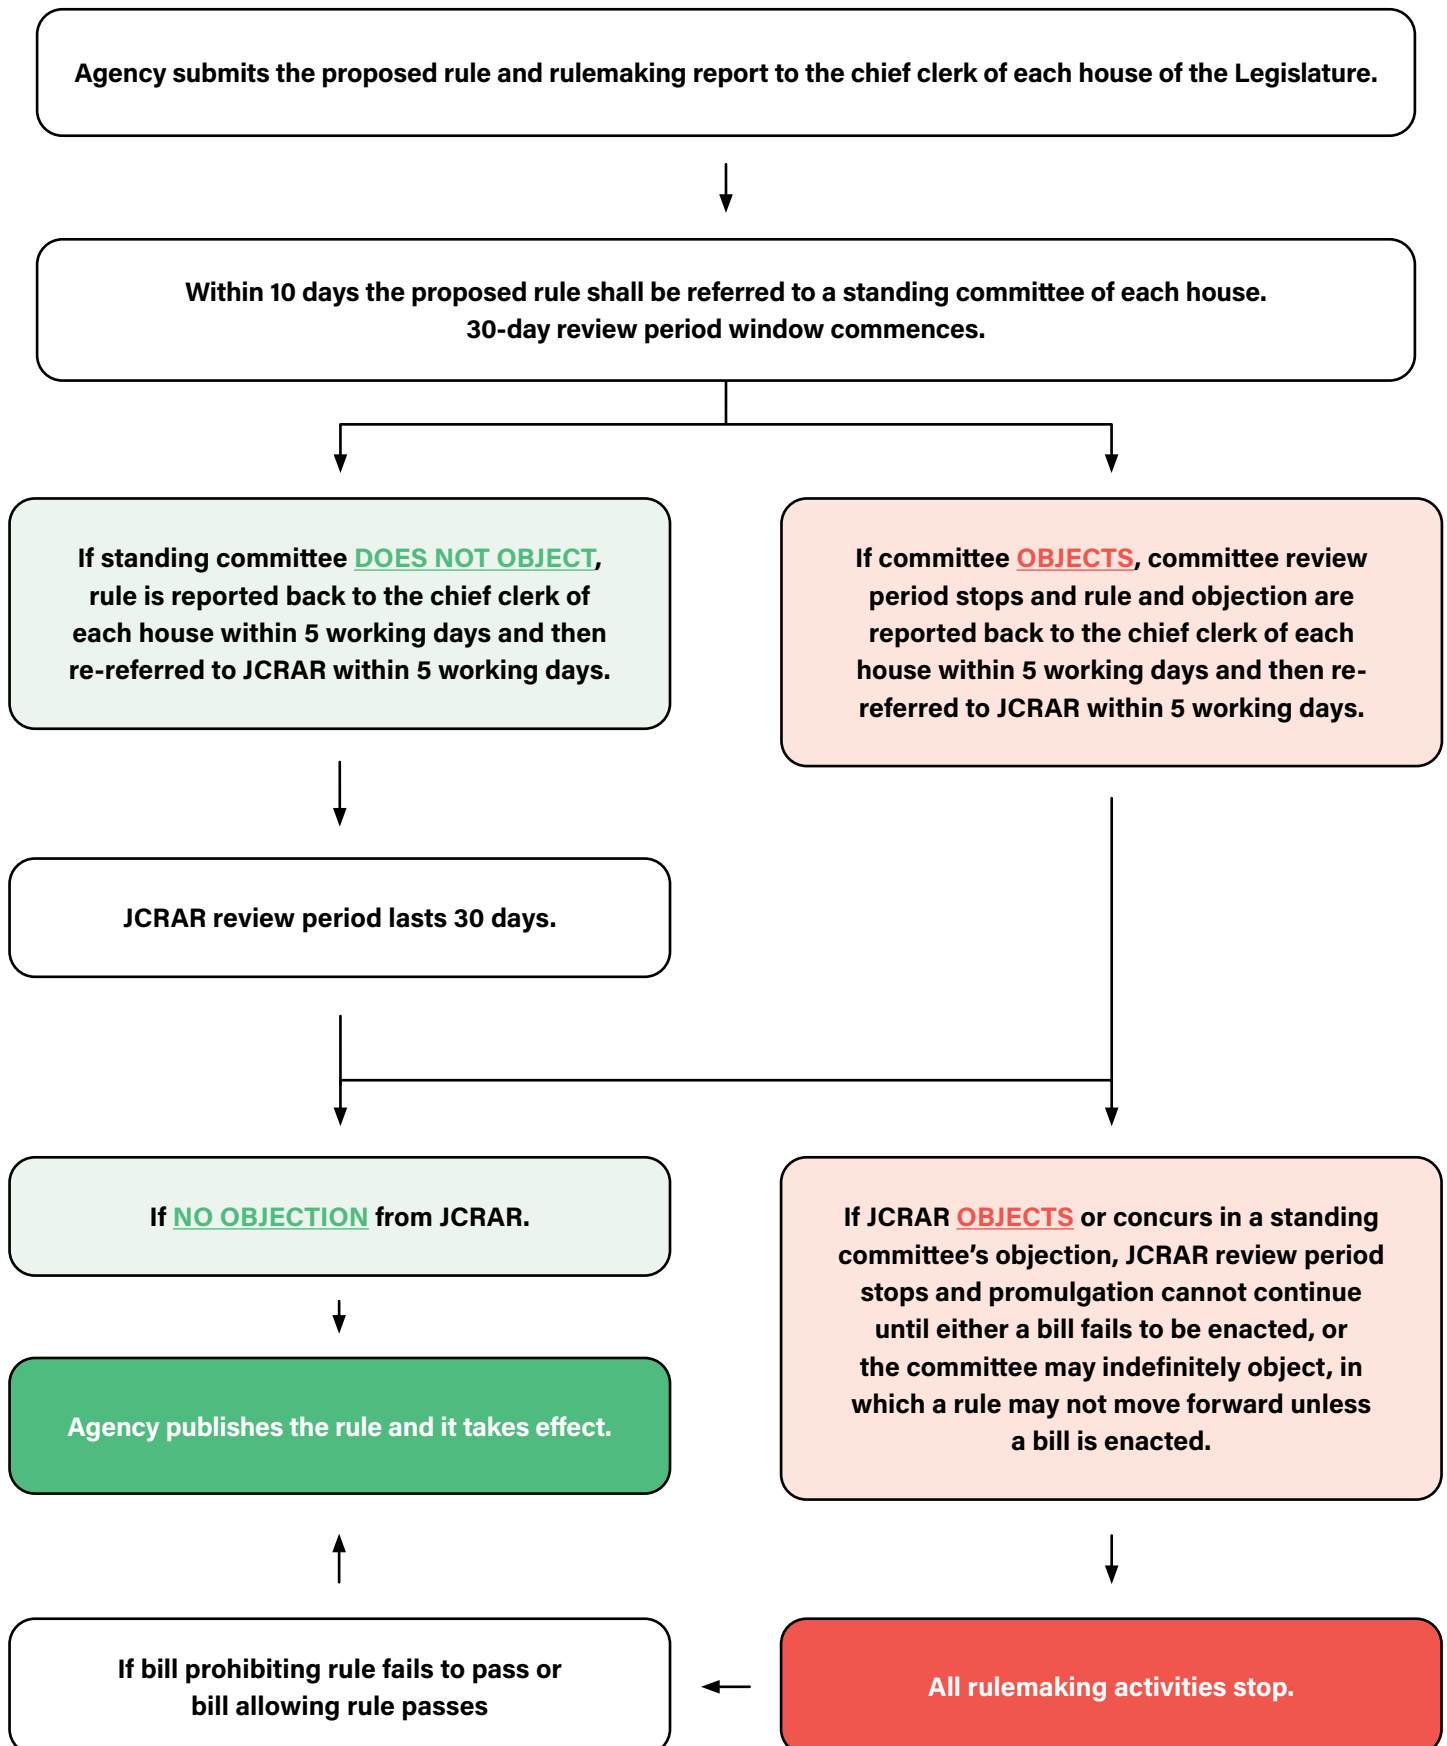 Agency submits the proposed rule and rulemaking report to the chief clerk of each house of the Legislature.
Within 10 days the proposed rule shall be referred to a standing committee of each house.
30-day review period window commences.
If standing committee DOES NOT OBJECT,
rule is reported back to the chief clerk of
each house within 5 working days and then
re-referred to JCRAR within 5 working days.
If committee OBJECTS, committee review
period stops and rule and objection are
reported back to the chief clerk of each
house within 5 working days and then re-
referred to JCRAR within 5 working days.
JCRAR review period lasts 30 days.
If NO OBJECTION from JCRAR.
If JCRAR OBJECTS or concurs in a standing
committee’s objection, JCRAR review period
stops and promulgation cannot continue
until either a bill fails to be enacted, or
the committee may indefinitely object, in
which a rule may not move forward unless
a bill is enacted.
Agency publishes the rule and it takes effect.
If bill prohibiting rule fails to pass or
bill allowing rule passes
All rulemaking activities stop.